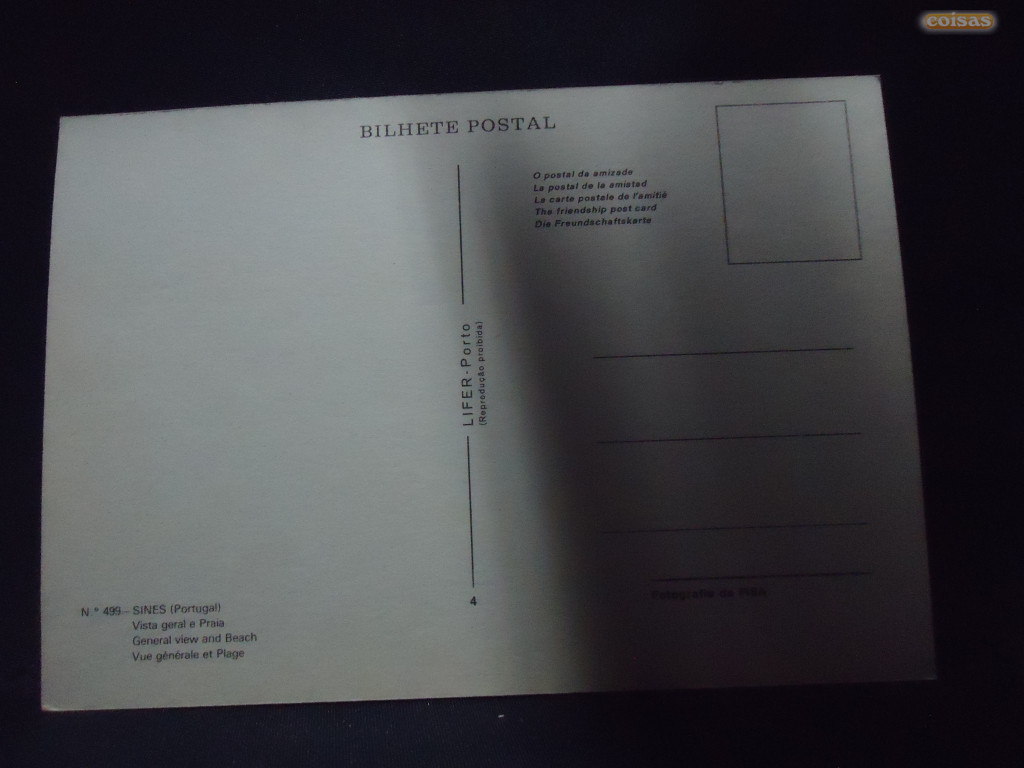 coisas
BILHETE POSTAL
O postal da amizade
La postal de la amistad
La carte postale de l'amitié
The friendship post card
Die Freundschaftskarte
LIFER-Porto
(Reprodução proibida)
4
N.º 499 - SINES (Portugal)
Vista geral e Praia
General view and Beach
Vue générale et Plage
Fotografia de